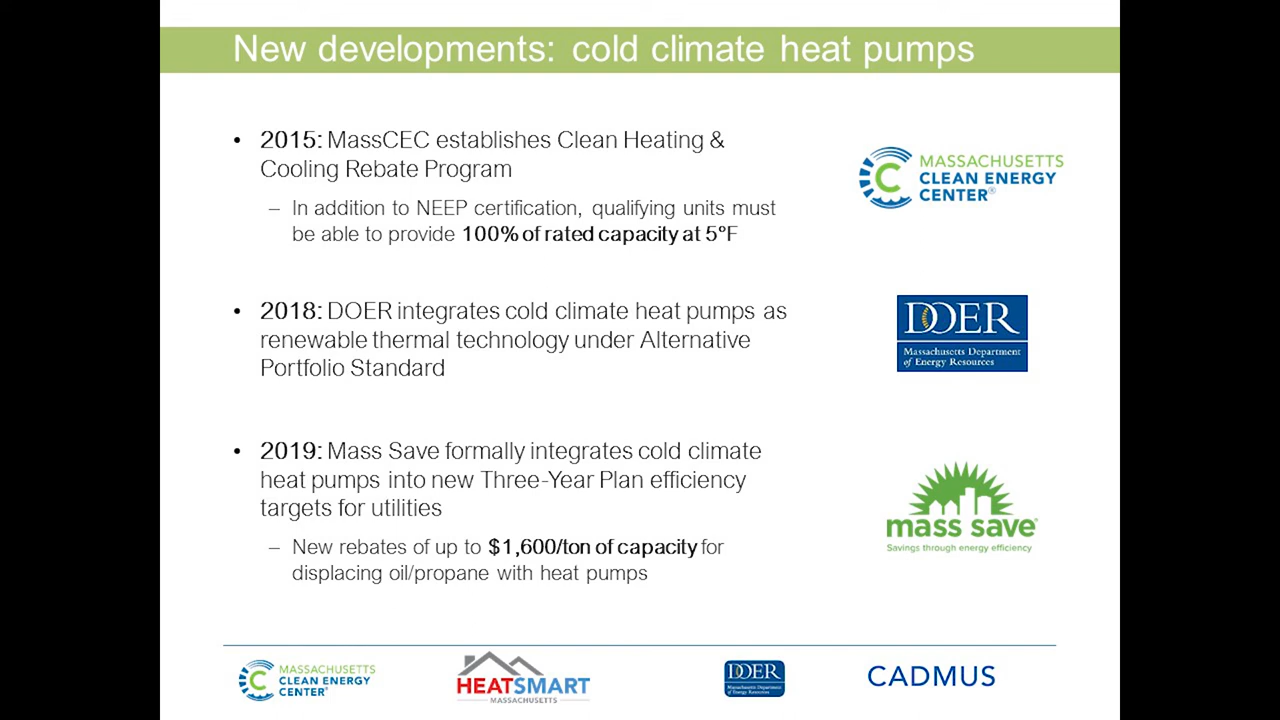 New developments: cold climate heat pumps
• 2015: MassCEC establishes Clean Heating &
Cooling Rebate Program
– In addition to NEEP certification, qualifying units must
be able to provide 100% of rated capacity at 5°F
MASSACHUSETTS
CLEAN ENERGY
CENTER®
• 2018: DOER integrates cold climate heat pumps as
renewable thermal technology under Alternative
Portfolio Standard
DOER
Massachusetts Department
of Energy Resources
• 2019: Mass Save formally integrates cold climate
heat pumps into new Three-Year Plan efficiency
targets for utilities
– New rebates of up to $1,600/ton of capacity for
displacing oil/propane with heat pumps
mass save®
Savings through energy efficiency
MASSACHUSETTS
CLEAN ENERGY
CENTER®
HEATSMART
MASSACHUSETTS
DOER
Massachusetts Department
of Energy Resources
CADMUS